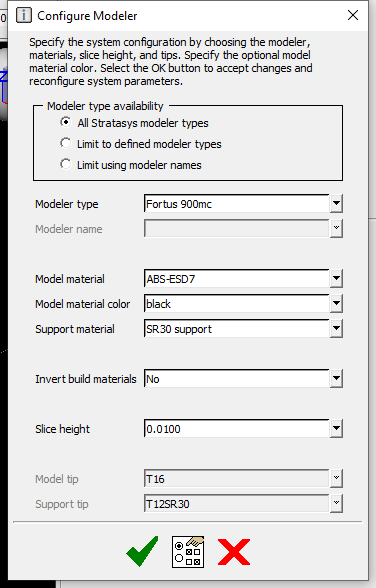 Configure Modeler
Specify the system configuration by choosing the modeler,
materials, slice height, and tips. Specify the optional model
material color. Select the OK button to accept changes and
reconfigure system parameters.
Modeler type availability
All Stratasys modeler types
Limit to defined modeler types
Limit using modeler names
Modeler type Fortus 900mc
Modeler name
Model material ABS-ESD7
Model material color black
Support material SR30 support
Invert build materials No
Slice height 0.0100
Model tip T16
Support tip T12SR30